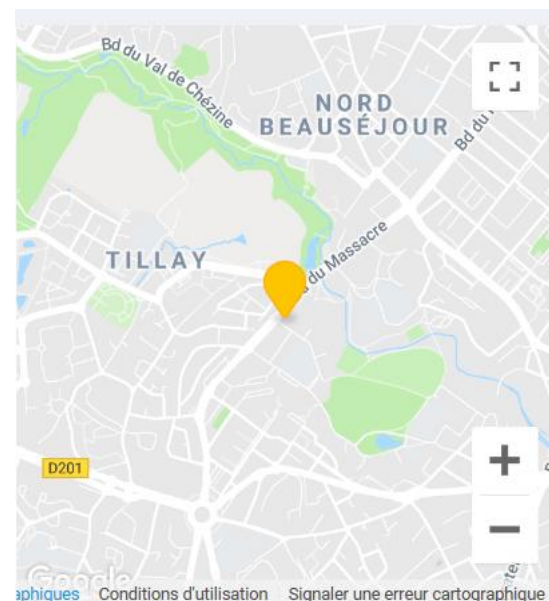 Bd du Val de Chézine
NORD
BEAUSÉJOUR
Bd du
du Massacre
TILLAY
D201
Google
aphiques Conditions d'utilisation Signaler une erreur cartographique